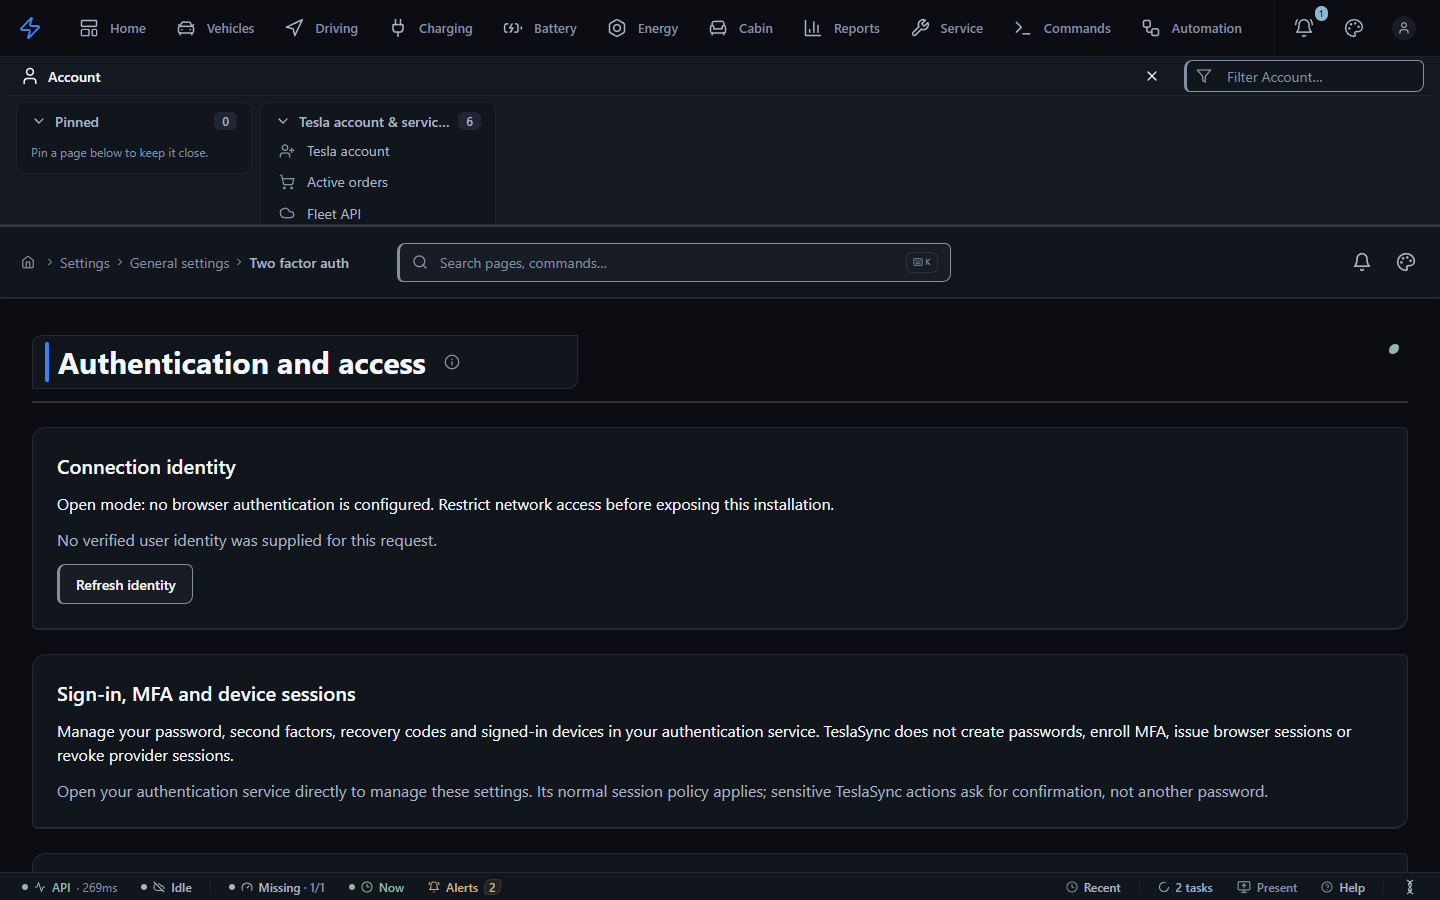 Home
Vehicles
Driving
Charging
Battery
Energy
Cabin
Reports
Service
Commands
Automation
1
Account
Filter Account...
Pinned
0
Pin a page below to keep it close.
Tesla account & servic...
6
Tesla account
Active orders
Fleet API
Settings
General settings
Two factor auth
Search pages, commands...
K
Authentication and access
Connection identity
Open mode: no browser authentication is configured. Restrict network access before exposing this installation.
No verified user identity was supplied for this request.
Refresh identity
Sign-in, MFA and device sessions
Manage your password, second factors, recovery codes and signed-in devices in your authentication service. TeslaSync does not create passwords, enroll MFA, issue browser sessions or
revoke provider sessions.
Open your authentication service directly to manage these settings. Its normal session policy applies; sensitive TeslaSync actions ask for confirmation, not another password.
API · 269ms
Idle
Missing · 1/1
Now
Alerts 2
Recent
2 tasks
Present
Help